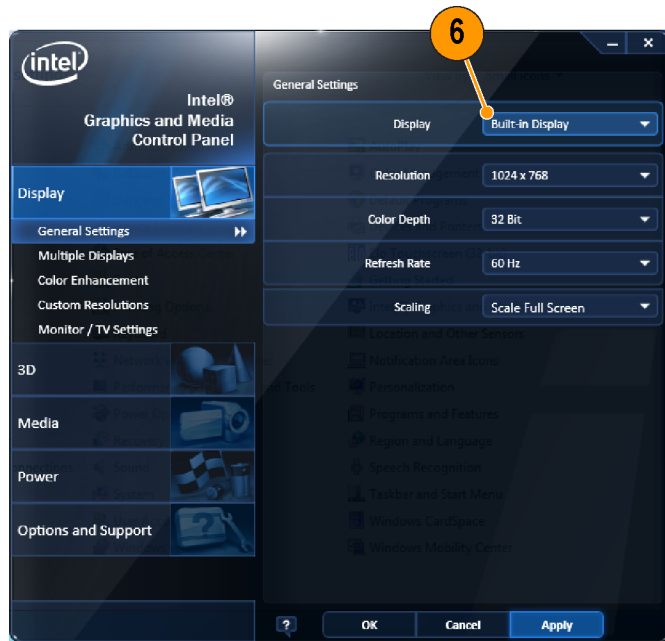 6
intel
Intel®
Graphics and Media
Control Panel
General Settings
Display
Built-in Display
Resolution
1024 x 768
Color Depth
32 Bit
Refresh Rate
60 Hz
Scaling
Scale Full Screen
Display
General Settings
Multiple Displays
Color Enhancement
Custom Resolutions
Monitor / TV Settings
3D
Media
Power
Options and Support
Location and Other Sensors
Notification Area Icons
Personalization
Programs and Features
Region and Language
Speech Recognition
Taskbar and Start Menu
Windows CardSpace
Windows Mobility Center
?
OK
Cancel
Apply